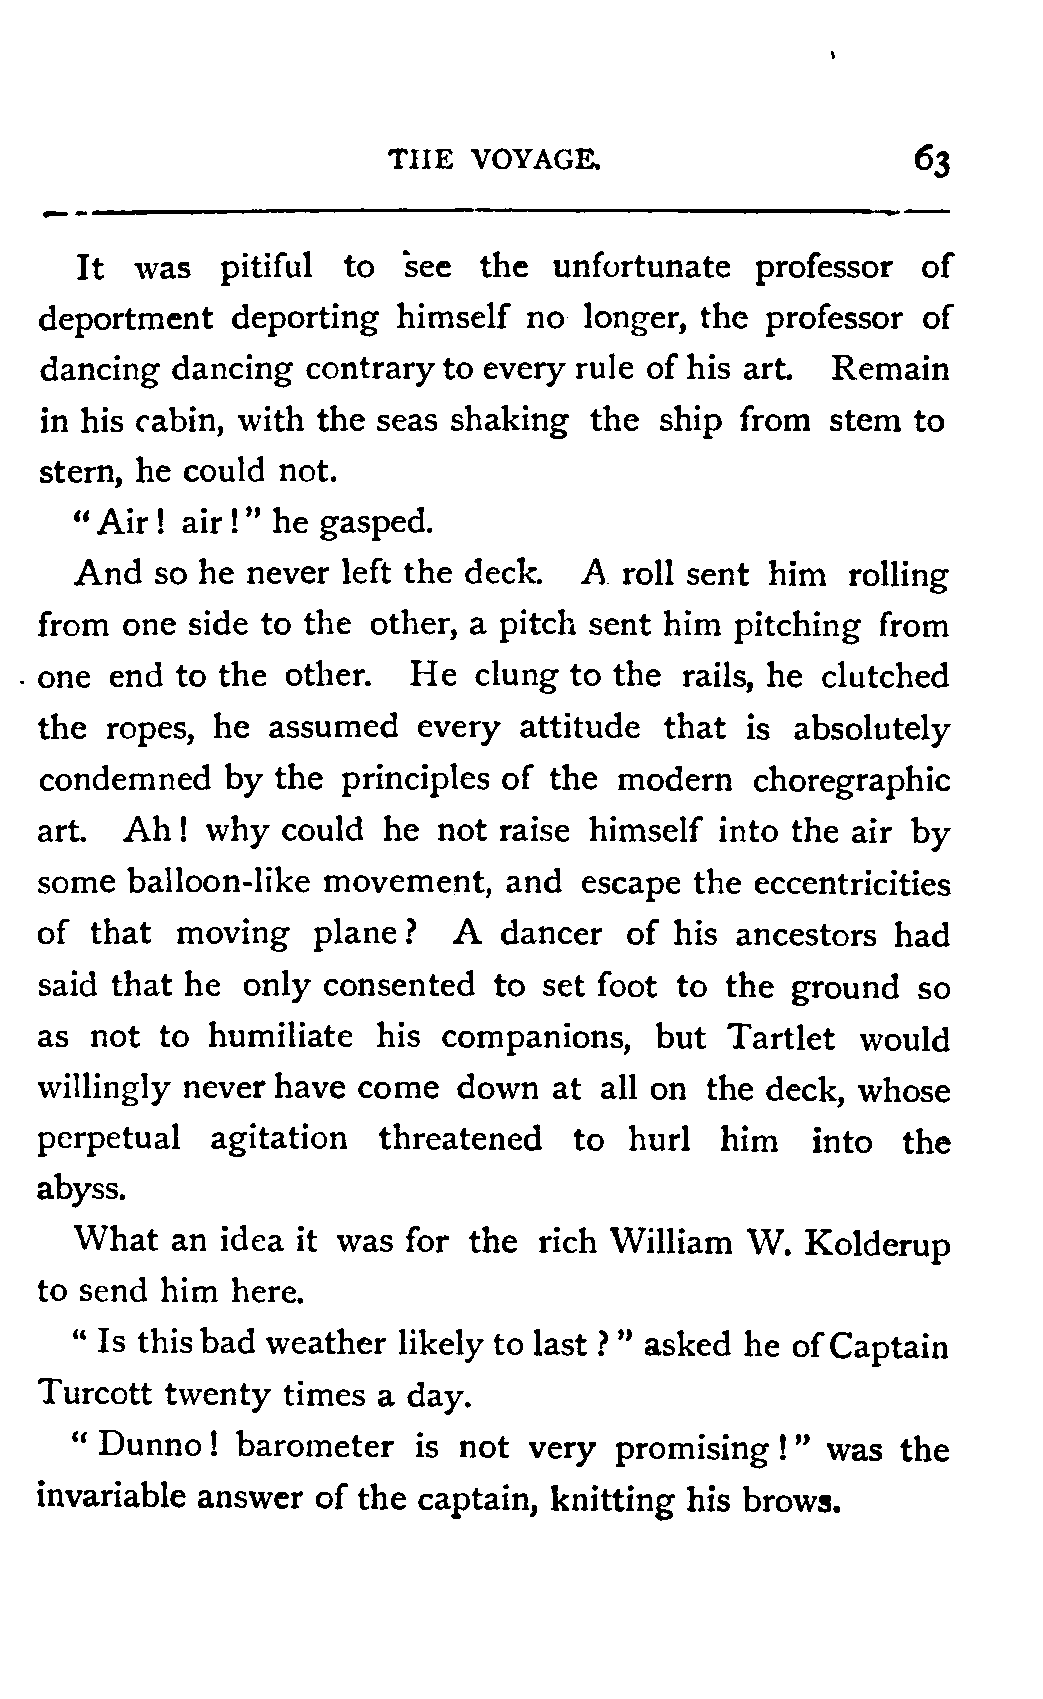 THE VOYAGE. 63
It was pitiful to see the unfortunate professor of
deportment deporting himself no longer, the professor of
dancing dancing contrary to every rule of his art. Remain
in his cabin, with the seas shaking the ship from stem to
stern, he could not.
“Air! air!” he gasped.
And so he never left the deck. A roll sent him rolling
from one side to the other, a pitch sent him pitching from
one end to the other. He clung to the rails, he clutched
the ropes, he assumed every attitude that is absolutely
condemned by the principles of the modern choregraphic
art. Ah! why could he not raise himself into the air by
some balloon-like movement, and escape the eccentricities
of that moving plane? A dancer of his ancestors had
said that he only consented to set foot to the ground so
as not to humiliate his companions, but Tartlet would
willingly never have come down at all on the deck, whose
perpetual agitation threatened to hurl him into the
abyss.
What an idea it was for the rich William W. Kolderup
to send him here.
“Is this bad weather likely to last?” asked he of Captain
Turcott twenty times a day.
“Dunno! barometer is not very promising!” was the
invariable answer of the captain, knitting his brows.